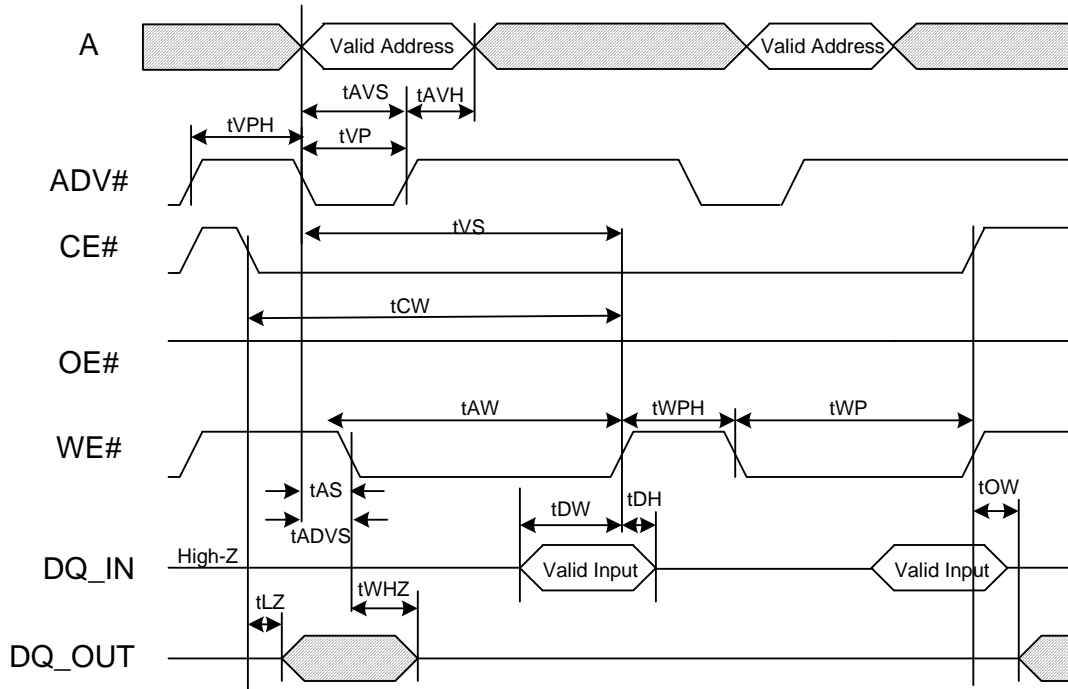 A
Valid Address
Valid Address
tAVS
tAVH
tVPH
tVP
ADV#
tVS
CE#
tCW
OE#
tAW
tWPH
tWP
WE#
tAS
tDW
tDH
tOW
tADVS
High-Z
DQ_IN
Valid Input
Valid Input
tWHZ
tLZ
DQ_OUT